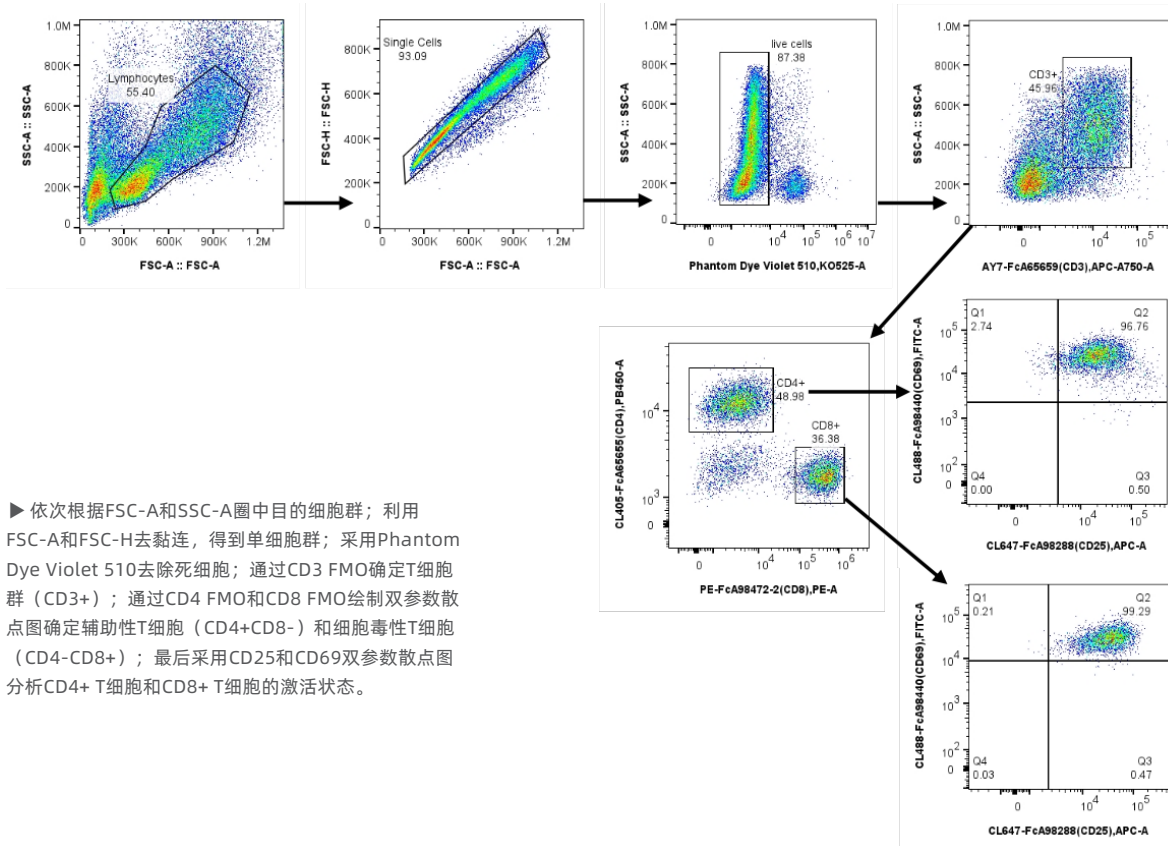 1.0M
800K
600K
400K
200K
0
SSC-A :: SSC-A
Lymphocytes
55.40
0 300K 600K 900K 1.2M
FSC-A :: FSC-A
800K
600K
400K
200K
0
FSC-H :: FSC-H
Single Cells
93.09
0 300K 600K 900K 1.2M
FSC-A :: FSC-A
1.0M
800K
600K
400K
200K
0
SSC-A :: SSC-A
live cells
87.38
0 10^4 10^5 10^6 10^7
Phantom Dye Violet 510,KO525-A
1.0M
800K
600K
400K
200K
0
SSC-A :: SSC-A
CD3+
45.96
0 10^4 10^5
AY7-FcA65659(CD3),APC-A750-A
CL405-FcA65655(CD4),PB450-A
10^4
10^3
0
CD4+
48.98
CD8+
36.38
0 10^4 10^5 10^6
PE-FcA98472-2(CD8),PE-A
CL488-FcA98440(CD69),FITC-A
10^5
10^4
10^3
10^2
0
Q1
2.74
Q2
96.76
Q4
0.00
Q3
0.50
0 10^4 10^5
CL647-FcA98288(CD25),APC-A
CL488-FcA98440(CD69),FITC-A
10^5
10^4
10^3
10^2
0
Q1
0.21
Q2
99.29
Q4
0.03
Q3
0.47
0 10^4 10^5
CL647-FcA98288(CD25),APC-A
▶ 依次根据FSC-A和SSC-A圈中目的细胞群；利用
FSC-A和FSC-H去黏连，得到单细胞群；采用Phantom
Dye Violet 510去除死细胞；通过CD3 FMO确定T细胞
群（CD3+）；通过CD4 FMO和CD8 FMO绘制双参数散
点图确定辅助性T细胞（CD4+CD8-）和细胞毒性T细胞
（CD4-CD8+）；最后采用CD25和CD69双参数散点图
分析CD4+ T细胞和CD8+ T细胞的激活状态。